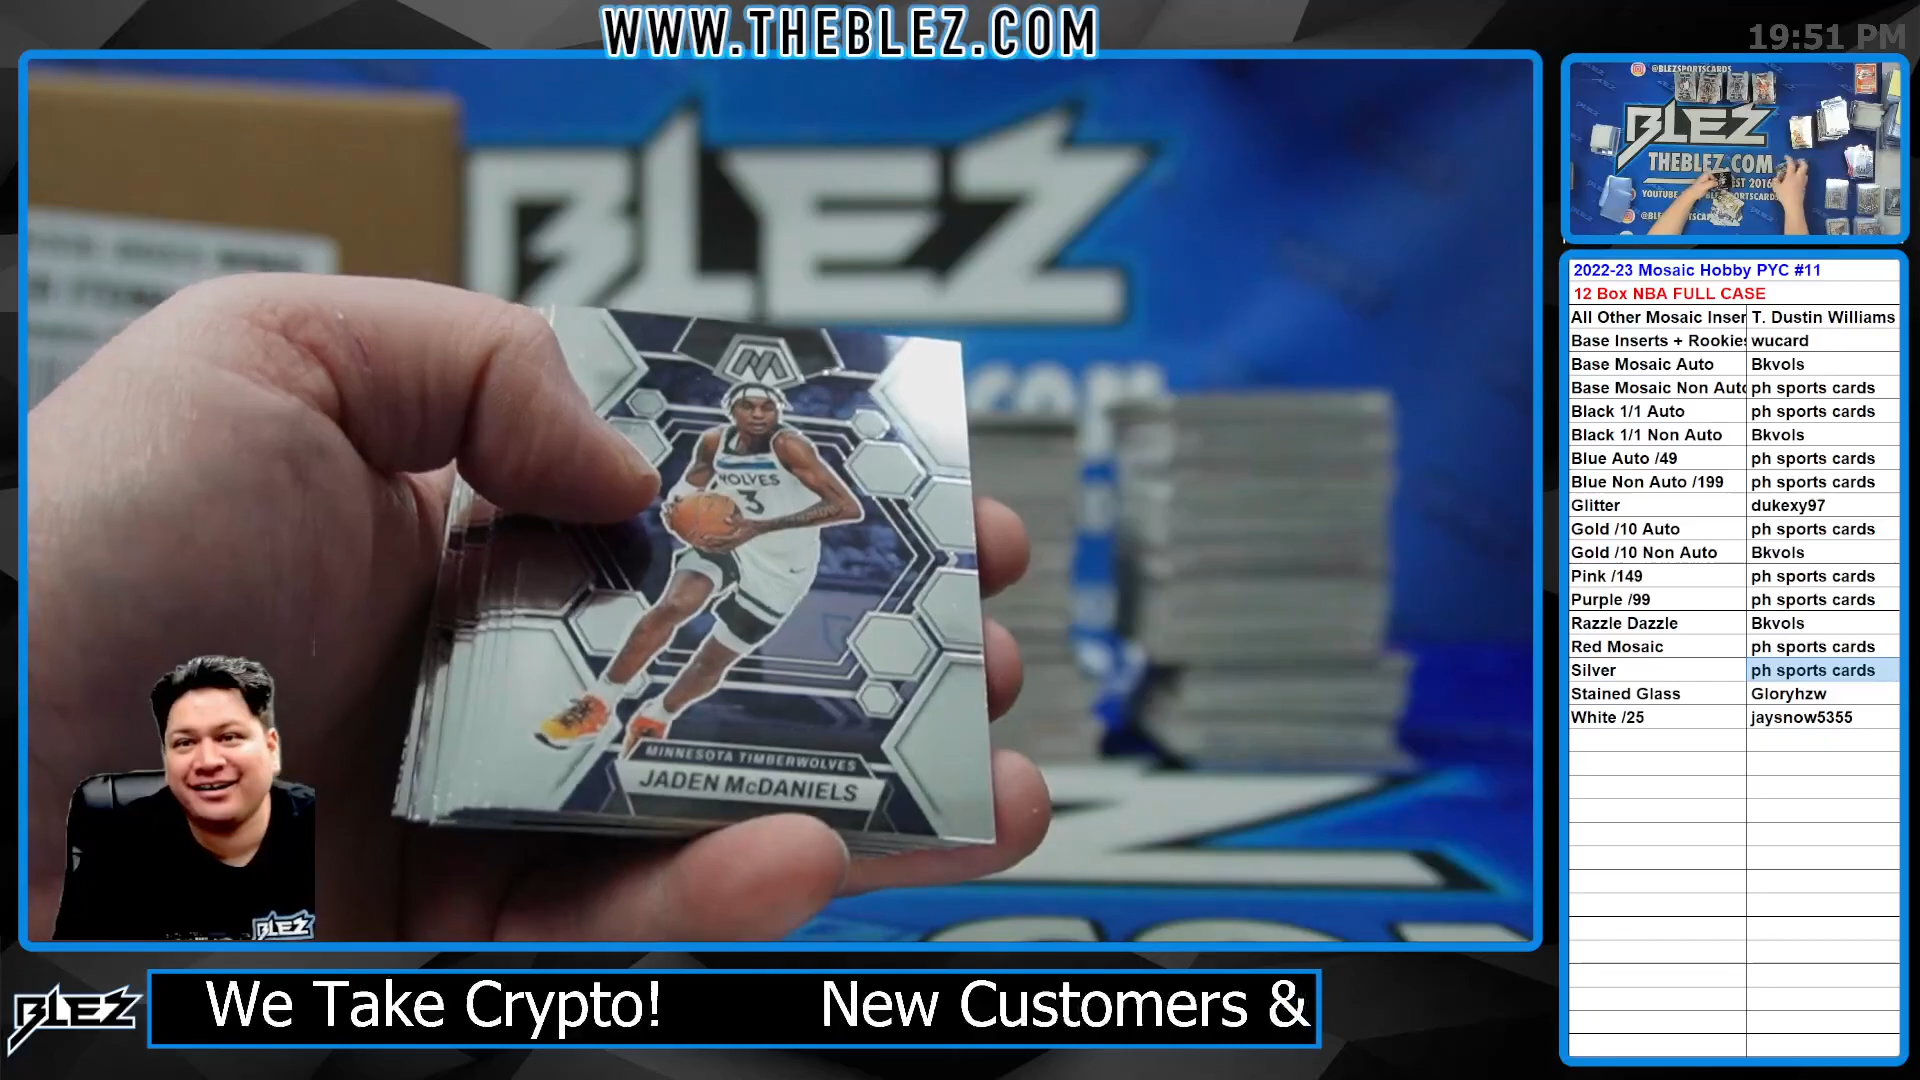 WWW.THEBLEZ.COM
19:51 PM
BLEZ
.com
WOLVES
3
MINNESOTA TIMBERWOLVES
JADEN McDANIELS
BLEZ
@BLEZSPORTSCARDS
BLEZ
THEBLEZ.COM
EST 2016
YOUTUBE
2022-23 Mosaic Hobby PYC #11
12 Box NBA FULL CASE
All Other Mosaic Inser T. Dustin Williams
Base Inserts + Rookies wucard
Base Mosaic Auto Bkvols
Base Mosaic Non Auto ph sports cards
Black 1/1 Auto ph sports cards
Black 1/1 Non Auto Bkvols
Blue Auto /49 ph sports cards
Blue Non Auto /199 ph sports cards
Glitter dukexy97
Gold /10 Auto ph sports cards
Gold /10 Non Auto Bkvols
Pink /149 ph sports cards
Purple /99 ph sports cards
Razzle Dazzle Bkvols
Red Mosaic ph sports cards
Silver ph sports cards
Stained Glass Gloryhzw
White /25 jaysnow5355
BLEZ
We Take Crypto! New Customers &